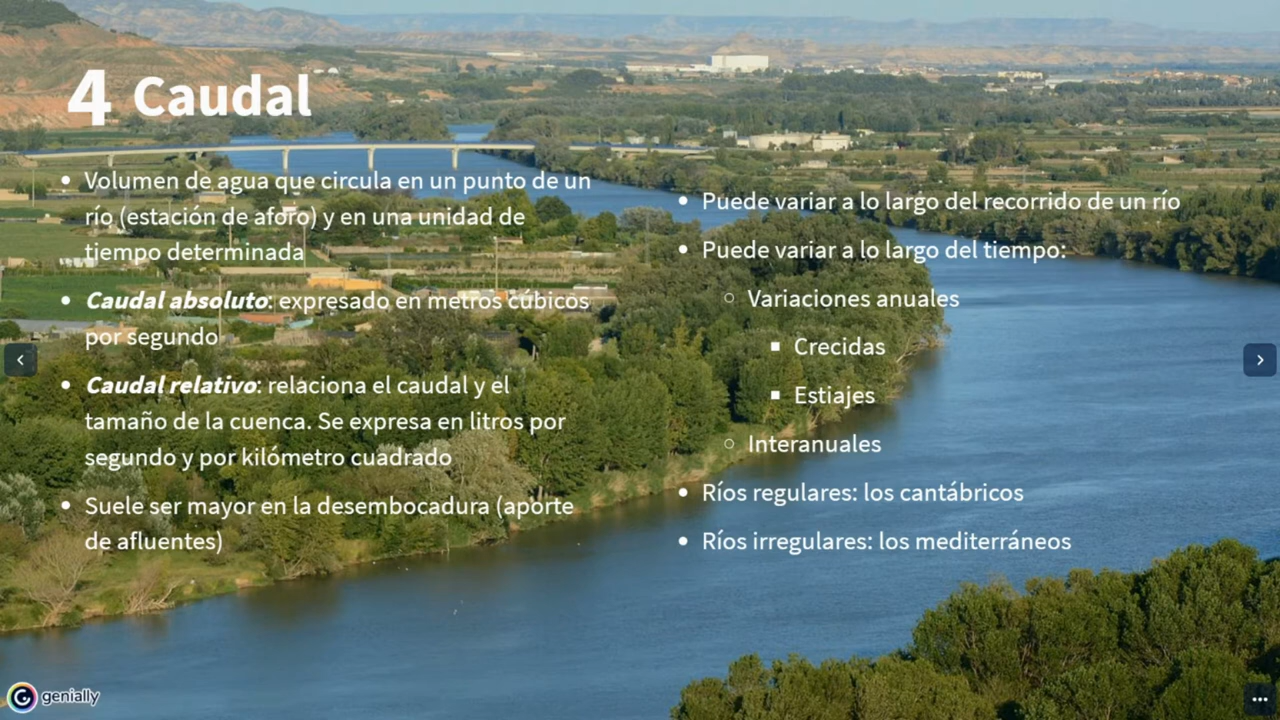 4 Caudal
• Volumen de agua que circula en un punto de un
río (estación de aforo) y en una unidad de
tiempo determinada
• Caudal absoluto: expresado en metros cúbicos
por segundo
• Caudal relativo: relaciona el caudal y el
tamaño de la cuenca. Se expresa en litros por
segundo y por kilómetro cuadrado
• Suele ser mayor en la desembocadura (aporte
de afluentes)
• Puede variar a lo largo del recorrido de un río
• Puede variar a lo largo del tiempo:
○ Variaciones anuales
▪ Crecidas
▪ Estiajes
○ Interanuales
• Ríos regulares: los cantábricos
• Ríos irregulares: los mediterráneos
genially